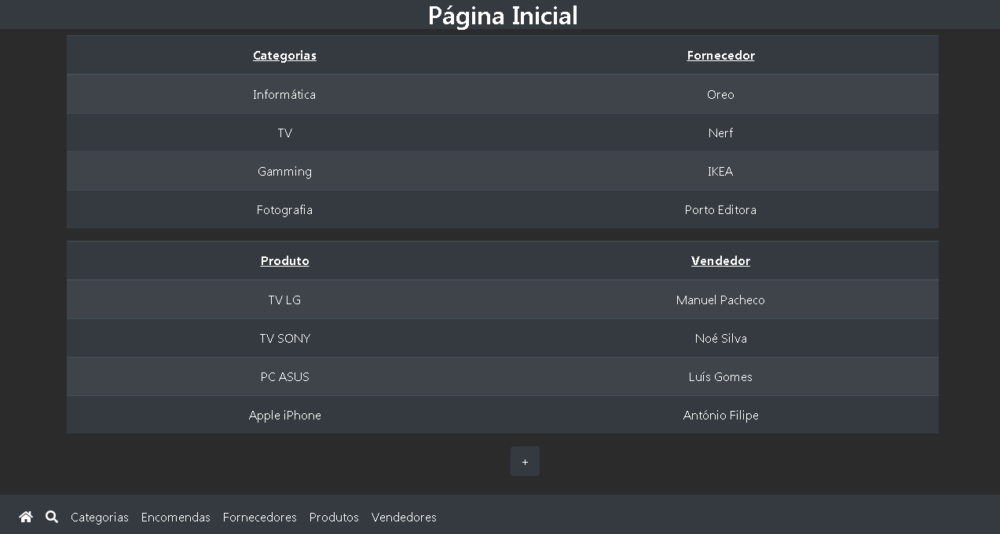 Página Inicial
Categorias Fornecedor
Informática Oreo
TV Nerf
Gamming IKEA
Fotografia Porto Editora
Produto Vendedor
TV LG Manuel Pacheco
TV SONY Noé Silva
PC ASUS Luís Gomes
Apple iPhone António Filipe
+
Categorias Encomendas Fornecedores Produtos Vendedores